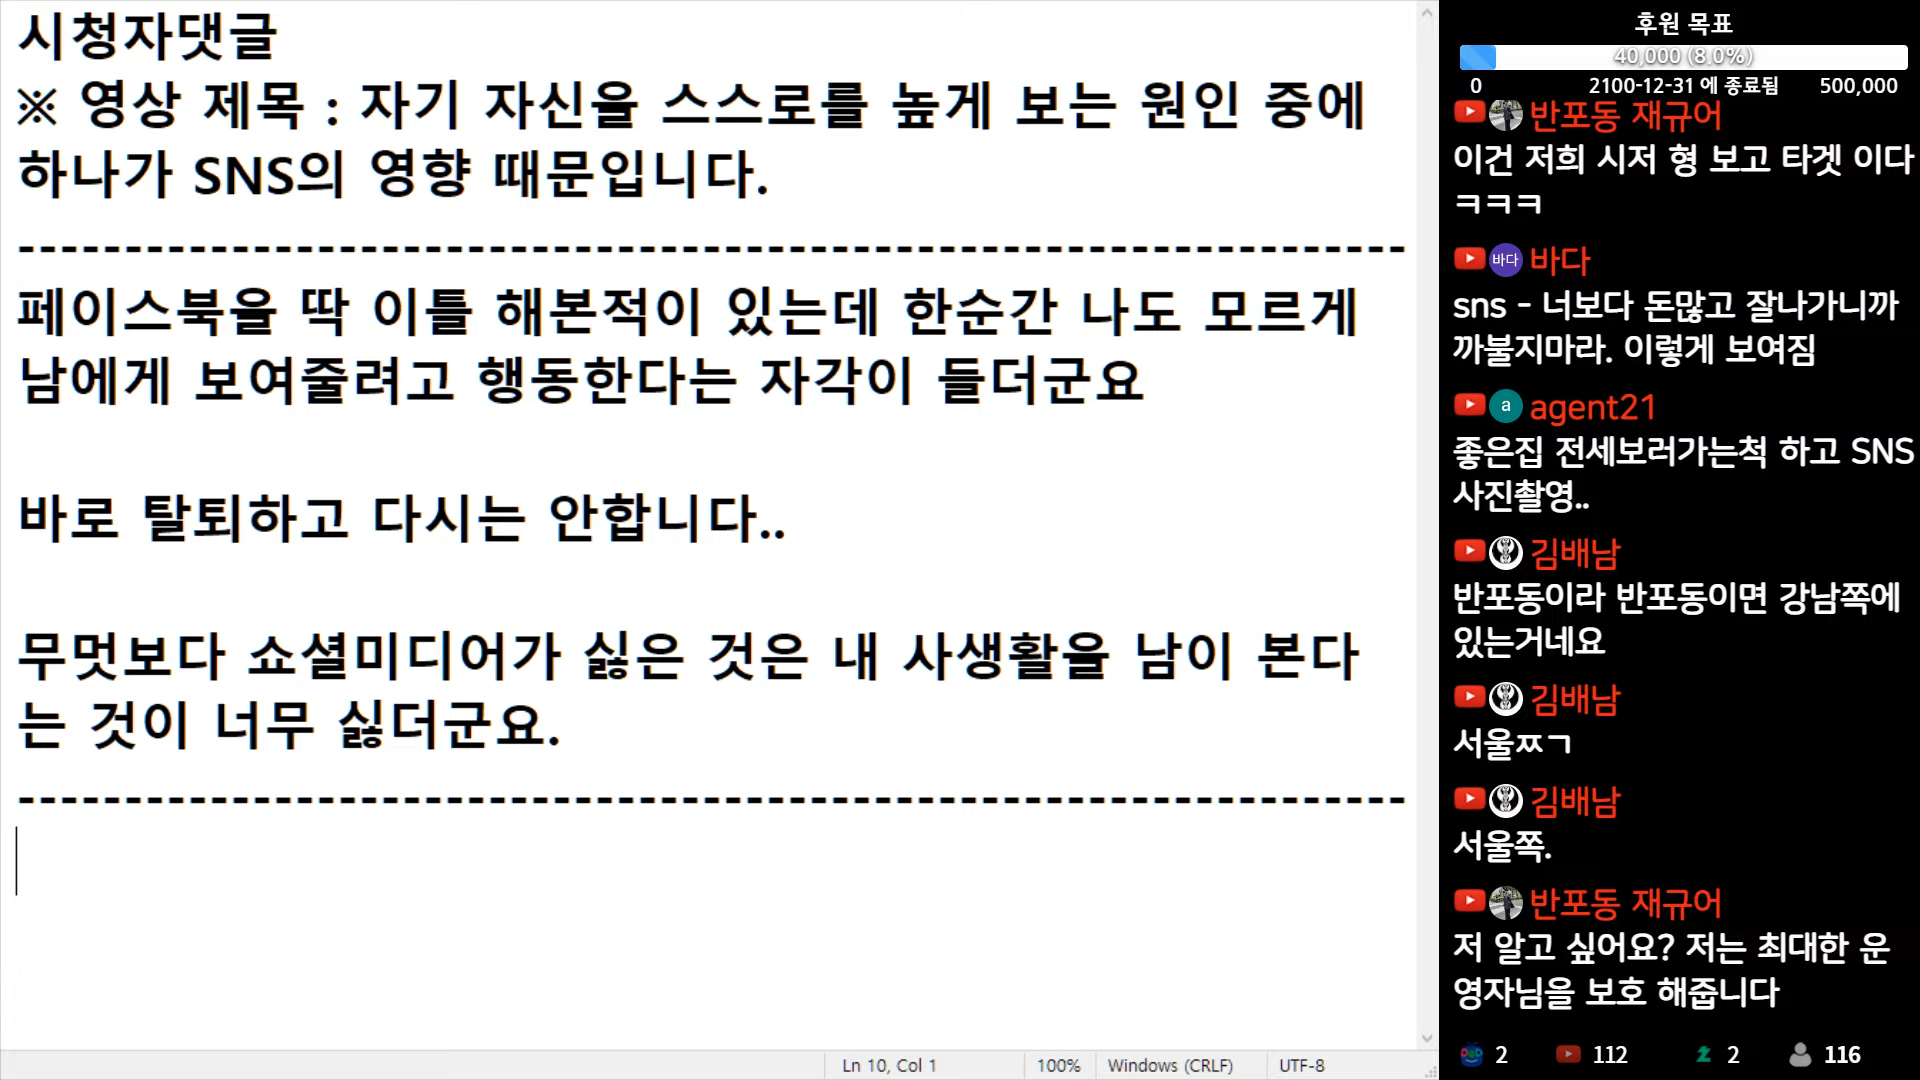 시청자댓글
※ 영상 제목 : 자기 자신을 스스로를 높게 보는 원인 중에
하나가 SNS의 영향 때문입니다.
------------------------------------------------------------------
페이스북을 딱 이틀 해본적이 있는데 한순간 나도 모르게
남에게 보여줄려고 행동한다는 자각이 들더군요
바로 탈퇴하고 다시는 안합니다..
무멋보다 쇼셜미디어가 싫은 것은 내 사생활을 남이 본다
는 것이 너무 싫더군요.
------------------------------------------------------------------
Ln 10, Col 1
100%
Windows (CRLF)
UTF-8
후원 목표
40,000 (8.0%)
0 2100-12-31 에 종료됨 500,000
반포동 재규어
이건 저희 시저 형 보고 타겟 이다
ㅋㅋㅋ
바다 바다
sns - 너보다 돈많고 잘나가니까
까불지마라. 이렇게 보여짐
a agent21
좋은집 전세보러가는척 하고 SNS
사진촬영..
김배남
반포동이라 반포동이면 강남쪽에
있는거네요
김배남
서울ㅉㄱ
김배남
서울쪽.
반포동 재규어
저 알고 싶어요? 저는 최대한 운
영자님을 보호 해줍니다
2 112 2 116